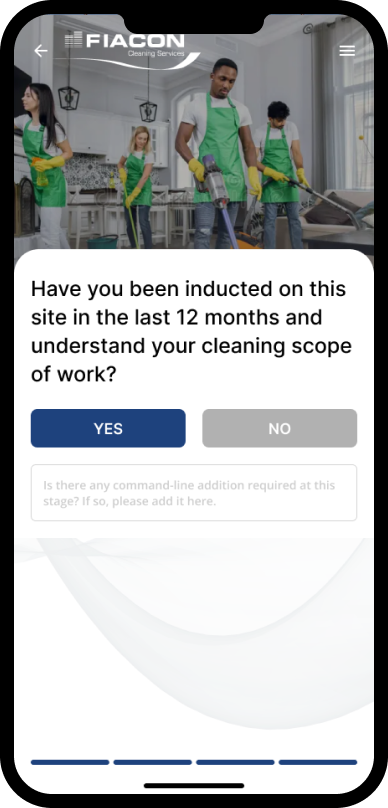 FIACON
Cleaning Services
Have you been inducted on this
site in the last 12 months and
understand your cleaning scope
of work?
YES
NO
Is there any command-line addition required at this
stage? If so, please add it here.